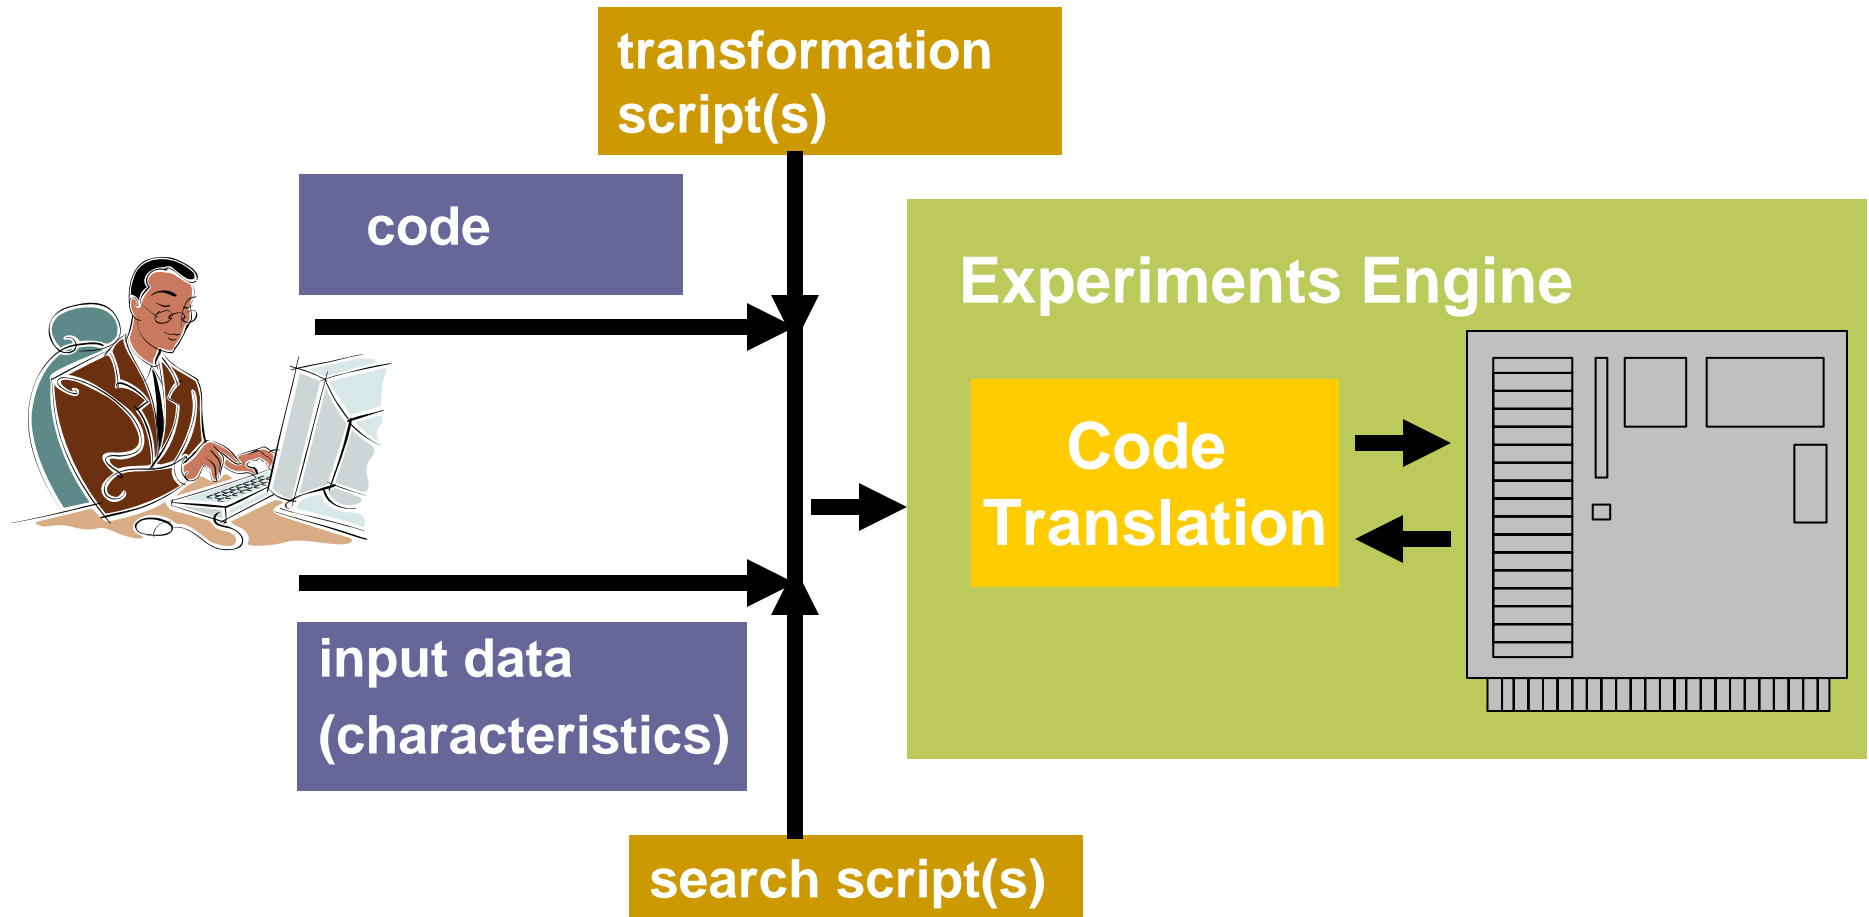 transformation
script(s)
code
Experiments Engine
Code
Translation
input data
(characteristics)
search script(s)